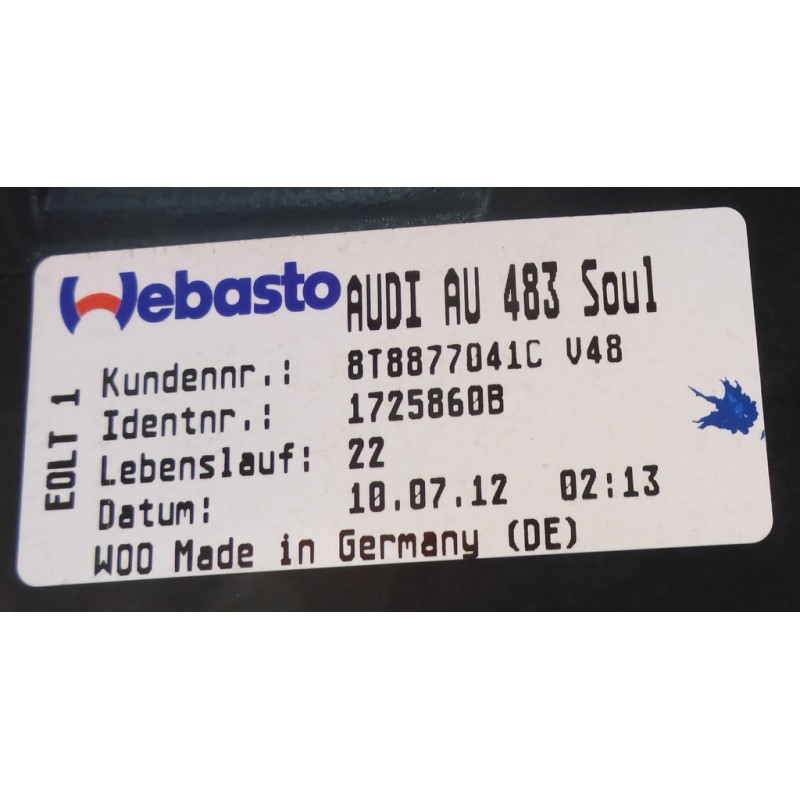 Webasto AUDI AU 483 Soul
EOLT 1
Kundennr.: 8T8877041C V48
Identnr.: 1725860B
Lebenslauf: 22
Datum: 10.07.12 02:13
WOO Made in Germany (DE)